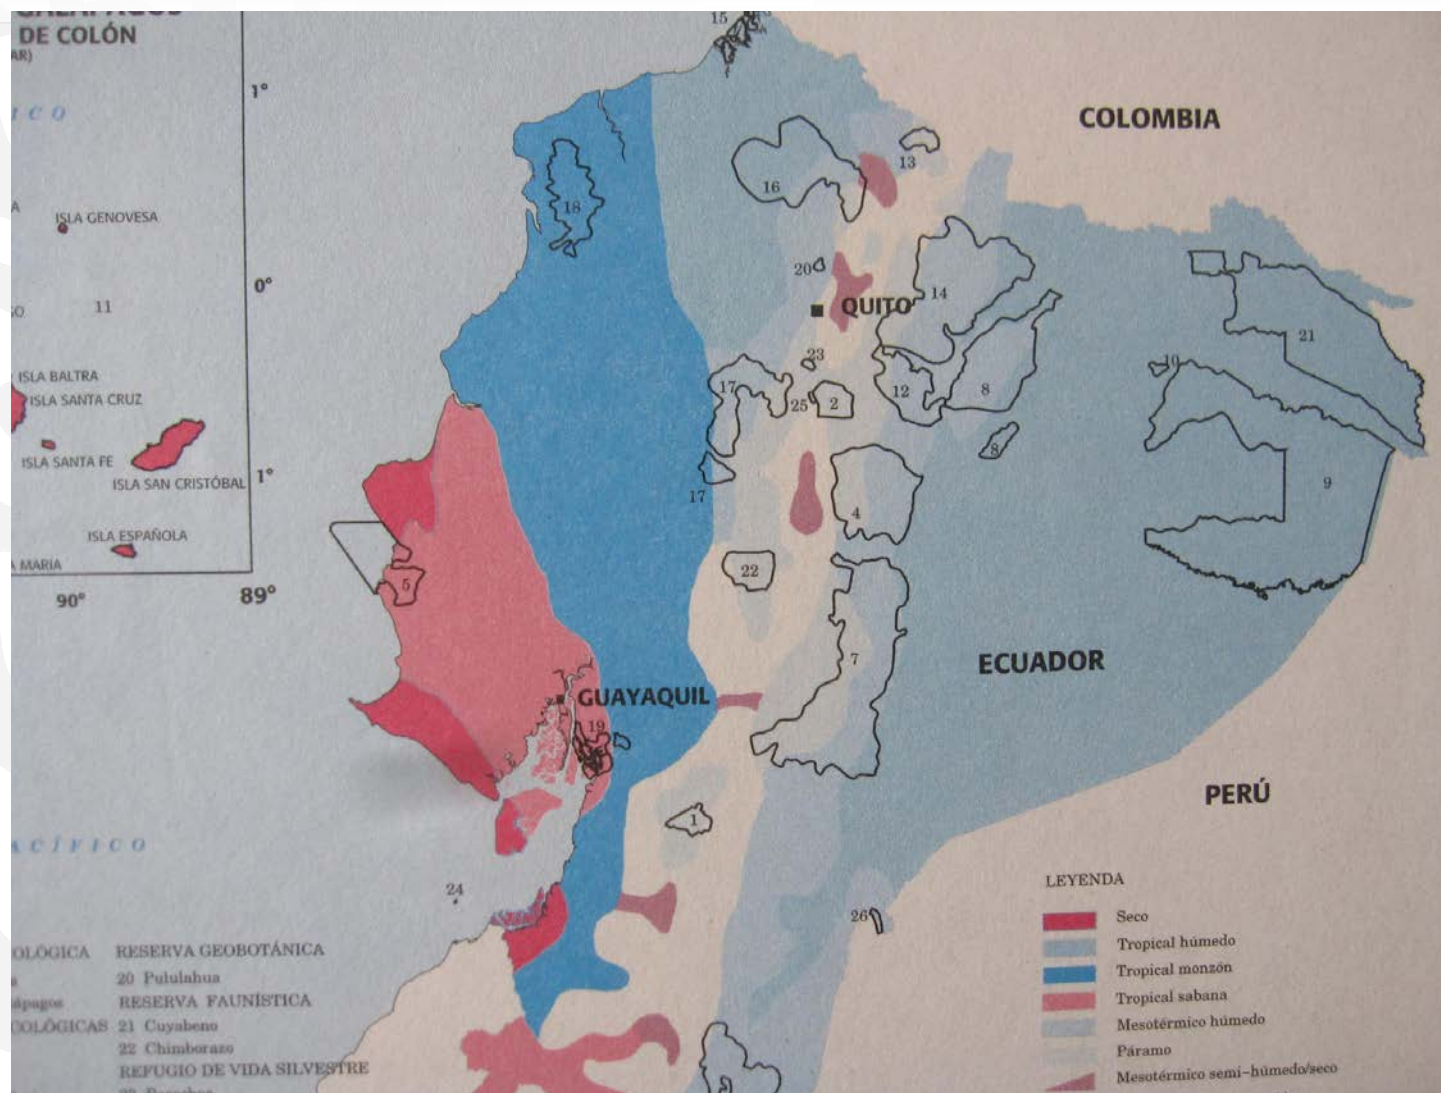 DE COLÓN
1°
ISLA GENOVESA
0°
11
ISLA BALTRA
ISLA SANTA CRUZ
ISLA SANTA FE
ISLA SAN CRISTÓBAL
1°
ISLA ESPAÑOLA
90°
89°
15
COLOMBIA
13
16
18
20
QUITO
14
21
23
10
17
25
2
12
8
8
17
4
9
5
22
7
ECUADOR
GUAYAQUIL
19
PERÚ
1
24
26
RESERVA GEOBOTÁNICA
20 Pululahua
RESERVA FAUNÍSTICA
21 Cuyabeno
22 Chimborazo
REFUGIO DE VIDA SILVESTRE
LEYENDA
Seco
Tropical húmedo
Tropical monzón
Tropical sabana
Mesotérmico húmedo
Páramo
Mesotérmico semi-húmedo/seco